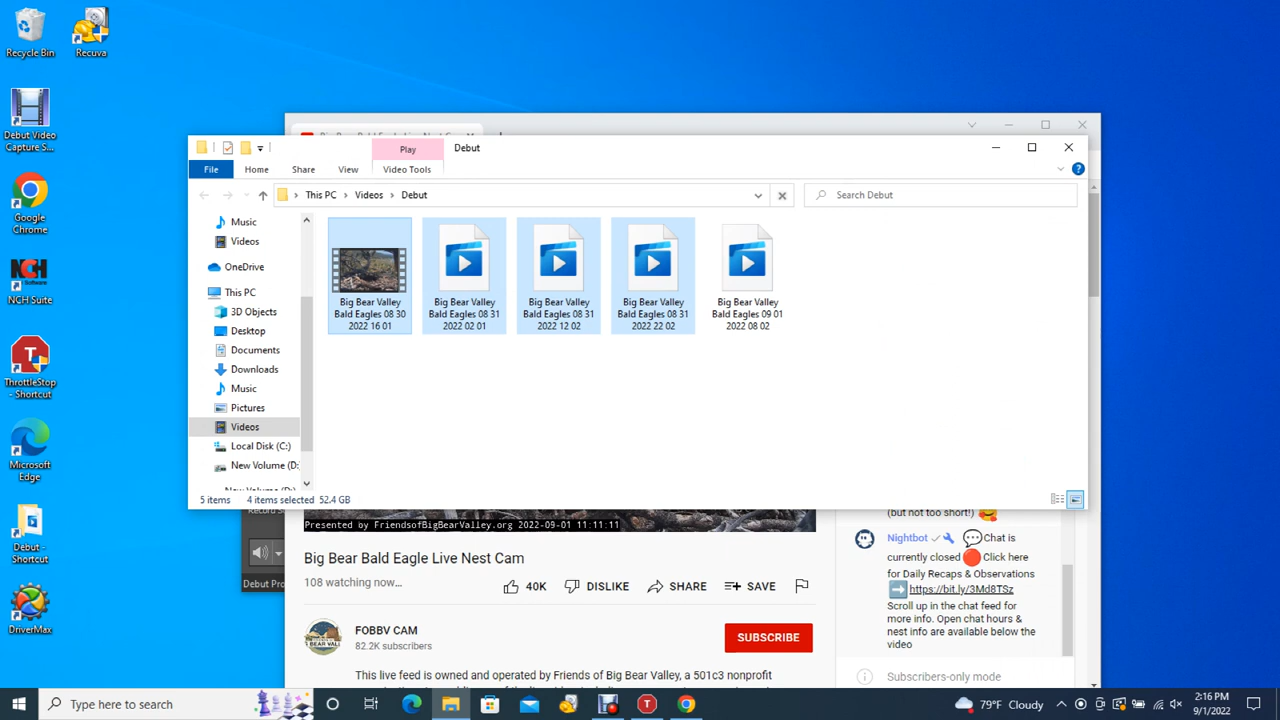 Recycle Bin
Recuva
Debut Video
Capture S...
Google
Chrome
NCH
Software
NCH Suite
ThrottleStop
- Shortcut
Microsoft
Edge
Debut -
Shortcut
DriverMax
Play
Debut
File
Home
Share
View
Video Tools
This PC
Videos
Debut
Search Debut
Music
Videos
OneDrive
This PC
3D Objects
Desktop
Documents
Downloads
Music
Pictures
Videos
Local Disk (C:)
New Volume (D:
Big Bear Valley
Bald Eagles 08 30
2022 16 01
Big Bear Valley
Bald Eagles 08 31
2022 02 01
Big Bear Valley
Bald Eagles 08 31
2022 12 02
Big Bear Valley
Bald Eagles 08 31
2022 22 02
Big Bear Valley
Bald Eagles 09 01
2022 08 02
5 items
4 items selected
52.4 GB
Debut Pro
Presented by FriendsofBigBearValley.org 2022-09-01 11:11:11
Big Bear Bald Eagle Live Nest Cam
108 watching now...
40K
DISLIKE
SHARE
SAVE
FOBBV CAM
82.2K subscribers
SUBSCRIBE
This live feed is owned and operated by Friends of Big Bear Valley, a 501c3 nonprofit
(but not too short!)
Nightbot
Chat is
currently closed
Click here
for Daily Recaps & Observations
https://bit.ly/3Md8TSz
Scroll up in the chat feed for
more info. Open chat hours &
nest info are available below the
video
Subscribers-only mode
Type here to search
79°F Cloudy
2:16 PM
9/1/2022